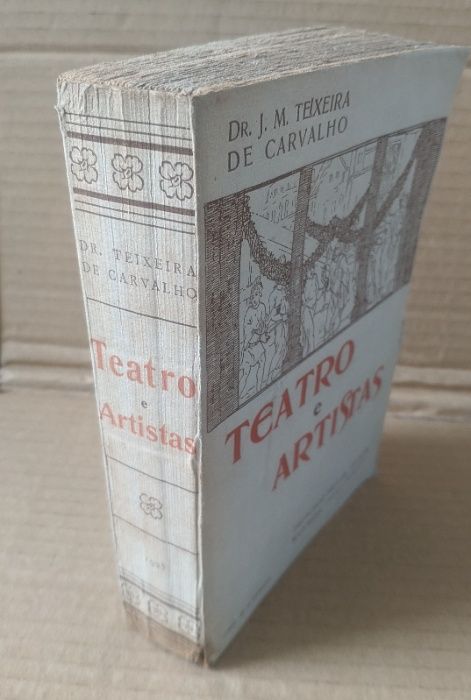 DR. J. M. TEIXEIRA
DE CARVALHO
TEATRO
e
ARTISTAS
DR. TEIXEIRA
DE CARVALHO
Teatro
e
Artistas